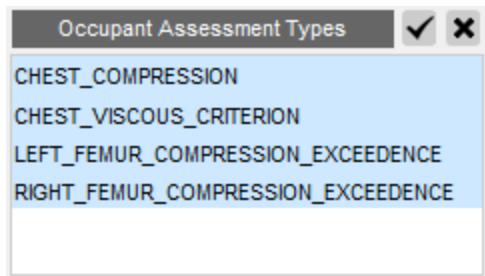 Occupant Assessment Types
CHEST_COMPRESSION
CHEST_VISCOUS_CRITERION
LEFT_FEMUR_COMPRESSION_EXCEEDENCE
RIGHT_FEMUR_COMPRESSION_EXCEEDENCE